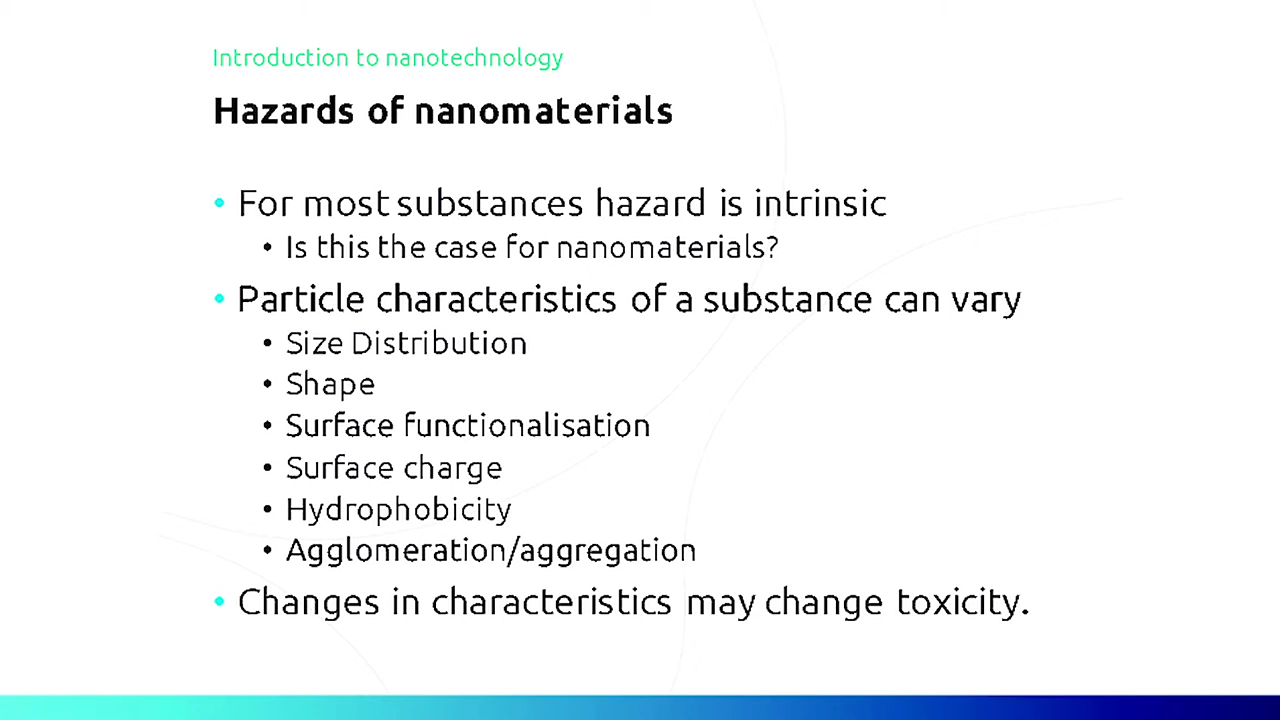 Introduction to nanotechnology
Hazards of nanomaterials
• For most substances hazard is intrinsic
• Is this the case for nanomaterials?
• Particle characteristics of a substance can vary
• Size Distribution
• Shape
• Surface functionalisation
• Surface charge
• Hydrophobicity
• Agglomeration/aggregation
• Changes in characteristics may change toxicity.